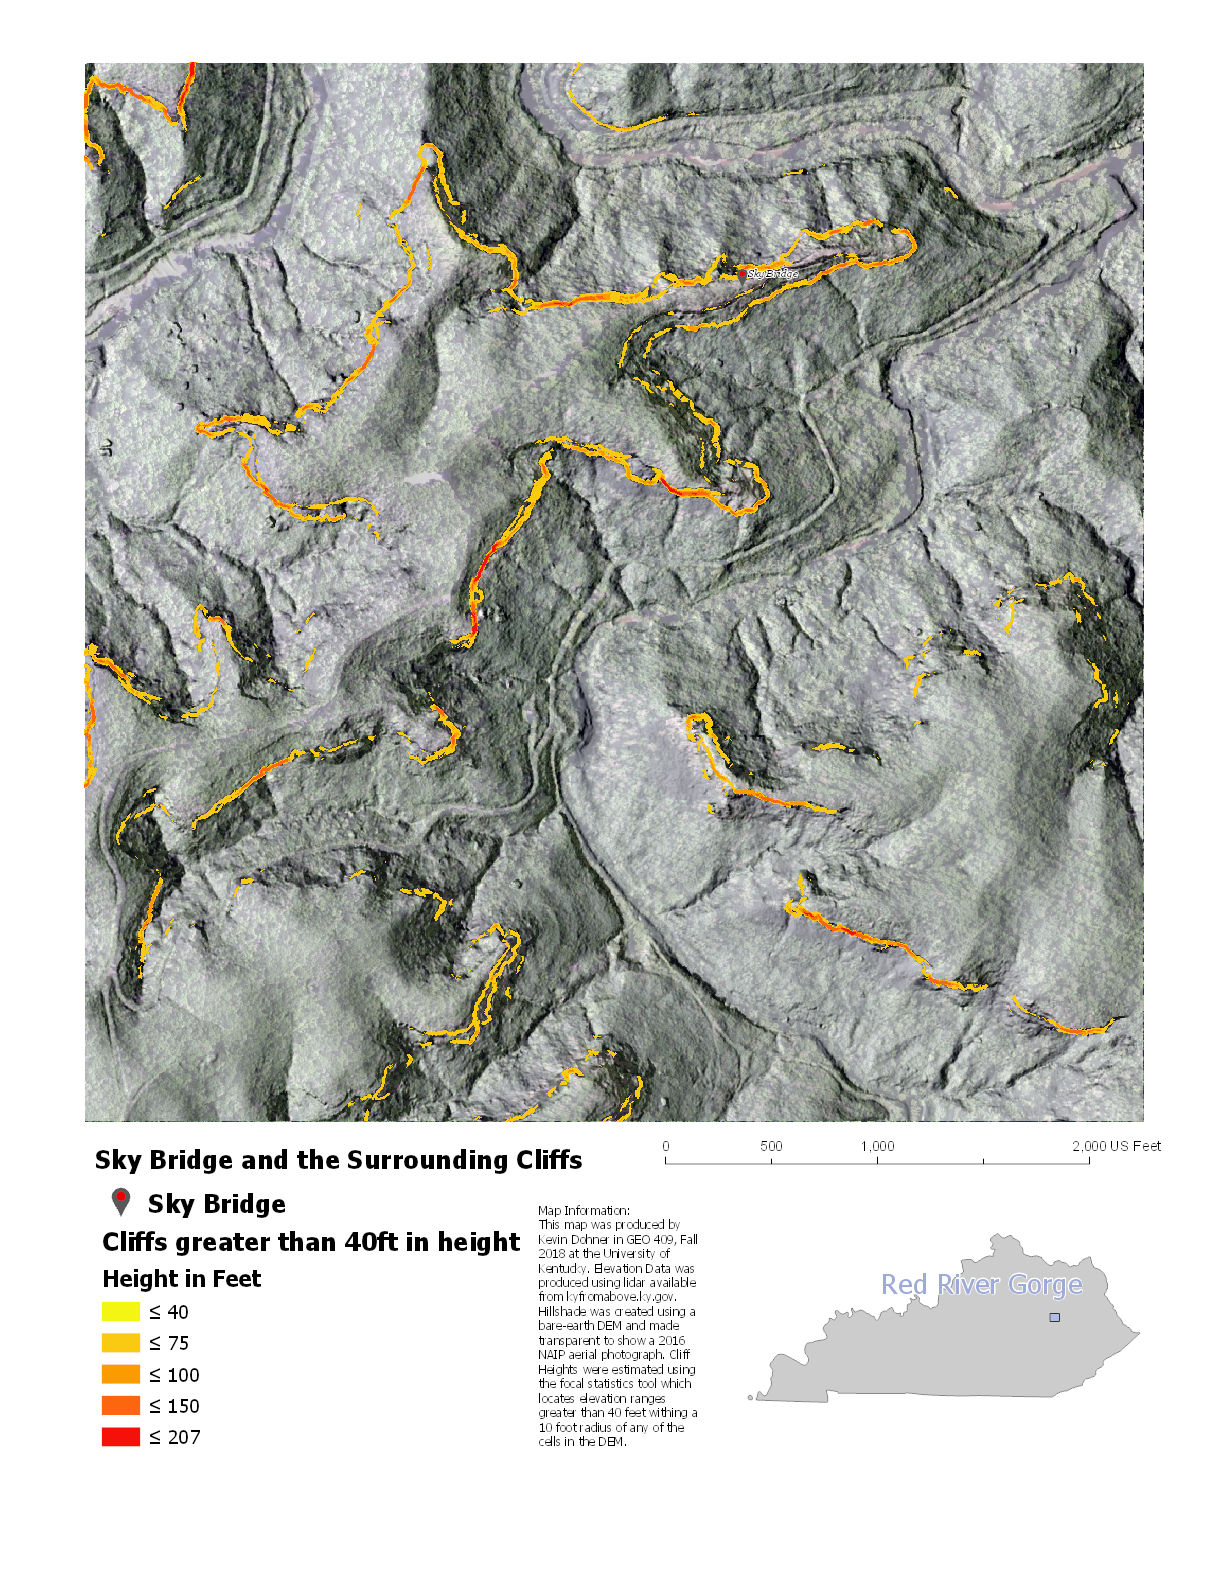 Sky Bridge
Sky Bridge and the Surrounding Cliffs
0 500 1,000 2,000 US Feet
Sky Bridge
Cliffs greater than 40ft in height
Height in Feet
≤ 40
≤ 75
≤ 100
≤ 150
≤ 207
Map Information:
This map was produced by
Kevin Dohner in GEO 409, Fall
2018 at the University of
Kentucky. Elevation Data was
produced using lidar available
from kyfromabove.ky.gov.
Hillshade was created using a
bare-earth DEM and made
transparent to show a 2016
NAIP aerial photograph. Cliff
Heights were estimated using
the focal statistics tool which
locates elevation ranges
greater than 40 feet withing a
10 foot radius of any of the
cells in the DEM.
Red River Gorge